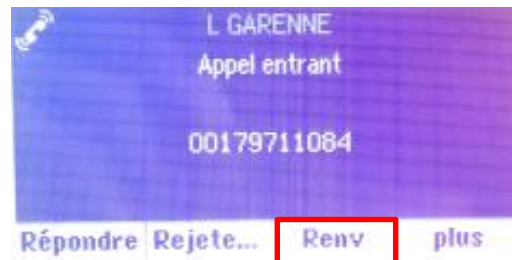 L GARENNE
Appel entrant
00179711084
Répondre Rejete... Renv plus